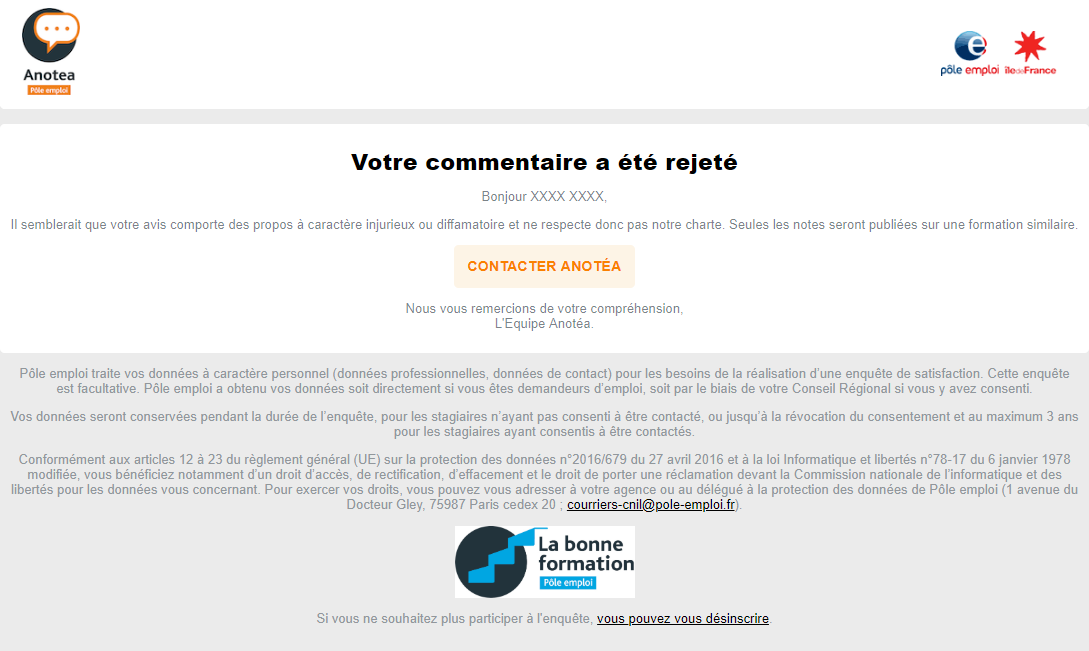 Anotea
Pôle emploi
pôle emploi
îledeFrance
Votre commentaire a été rejeté
Bonjour XXXX XXXX,
Il semblerait que votre avis comporte des propos à caractère injurieux ou diffamatoire et ne respecte donc pas notre charte. Seules les notes seront publiées sur une formation similaire.
CONTACTER ANOTÉA
Nous vous remercions de votre compréhension,
L'Equipe Anotéa.
Pôle emploi traite vos données à caractère personnel (données professionnelles, données de contact) pour les besoins de la réalisation d'une enquête de satisfaction. Cette enquête
est facultative. Pôle emploi a obtenu vos données soit directement si vous êtes demandeurs d'emploi, soit par le biais de votre Conseil Régional si vous y avez consenti.
Vos données seront conservées pendant la durée de l'enquête, pour les stagiaires n'ayant pas consenti à être contacté, ou jusqu'à la révocation du consentement et au maximum 3 ans
pour les stagiaires ayant consentis à être contactés.
Conformément aux articles 12 à 23 du règlement général (UE) sur la protection des données n°2016/679 du 27 avril 2016 et à la loi Informatique et libertés n°78-17 du 6 janvier 1978
modifiée, vous bénéficiez notamment d'un droit d'accès, de rectification, d'effacement et le droit de porter une réclamation devant la Commission nationale de l'informatique et des
libertés pour les données vous concernant. Pour exercer vos droits, vous pouvez vous adresser à votre agence ou au délégué à la protection des données de Pôle emploi (1 avenue du
Docteur Gley, 75987 Paris cedex 20 ; courriers-cnil@pole-emploi.fr).
La bonne
formation
Pôle emploi
Si vous ne souhaitez plus participer à l'enquête, vous pouvez vous désinscrire.